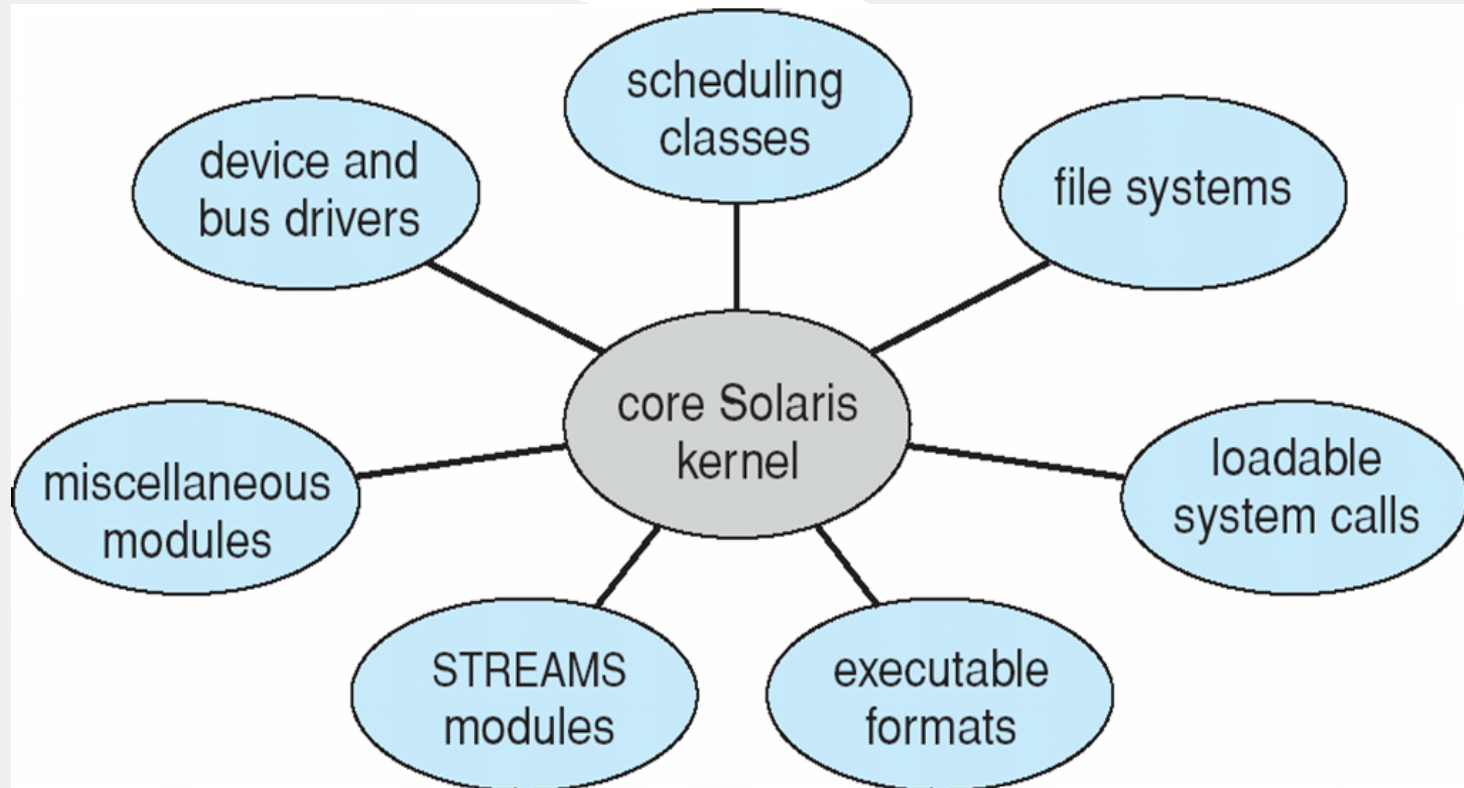 scheduling
classes
device and
bus drivers
file systems
core Solaris
kernel
miscellaneous
modules
loadable
system calls
STREAMS
modules
executable
formats